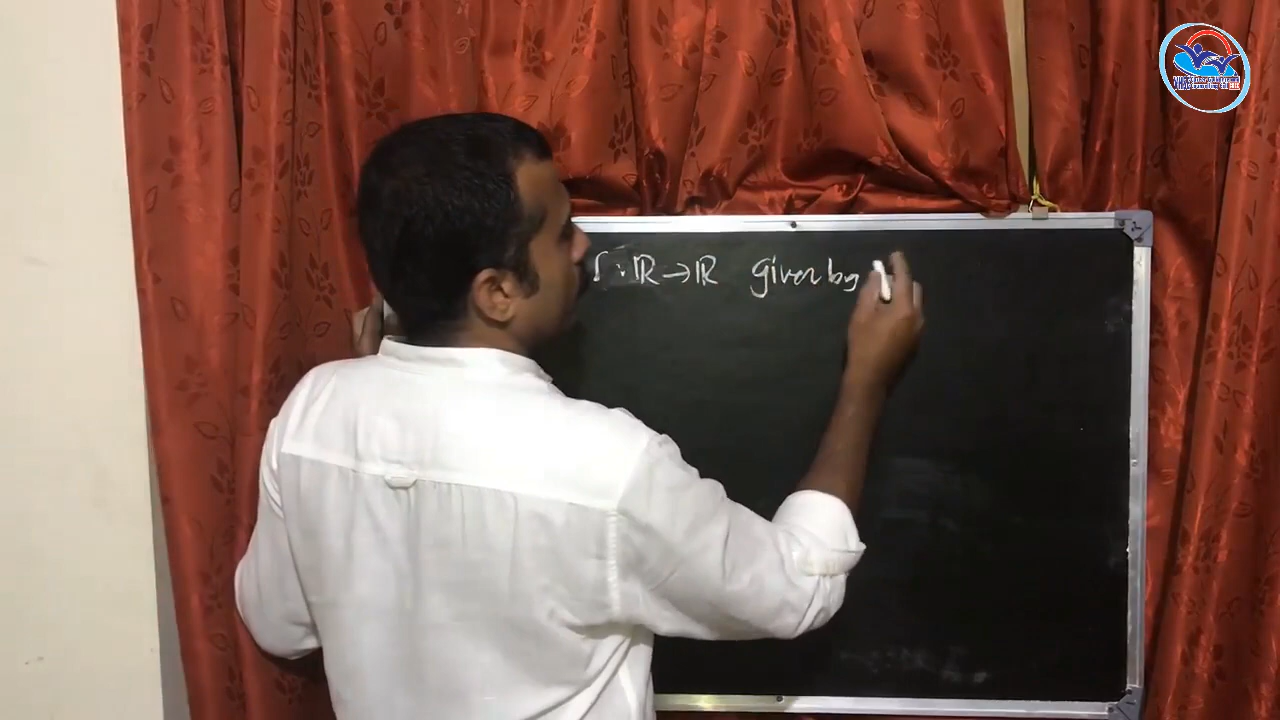 f : ℝ → ℝ given by